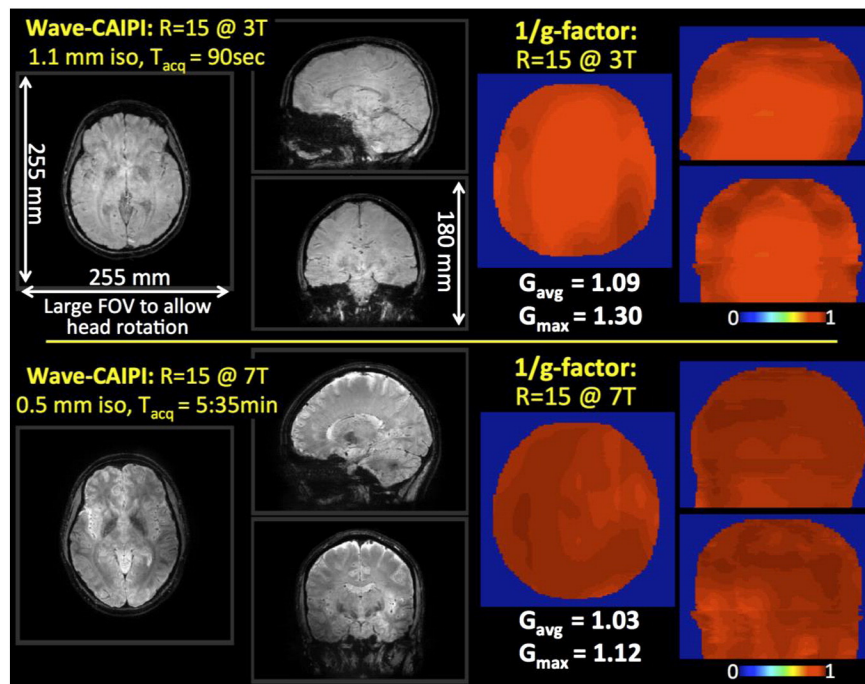 Wave-CAIPI: R=15 @ 3T
1.1 mm iso, Tacq = 90sec
255 mm
255 mm
Large FOV to allow
head rotation
180 mm
1/g-factor:
R=15 @ 3T
Gavg = 1.09
Gmax = 1.30
0 1
Wave-CAIPI: R=15 @ 7T
0.5 mm iso, Tacq = 5:35min
1/g-factor:
R=15 @ 7T
Gavg = 1.03
Gmax = 1.12
0 1